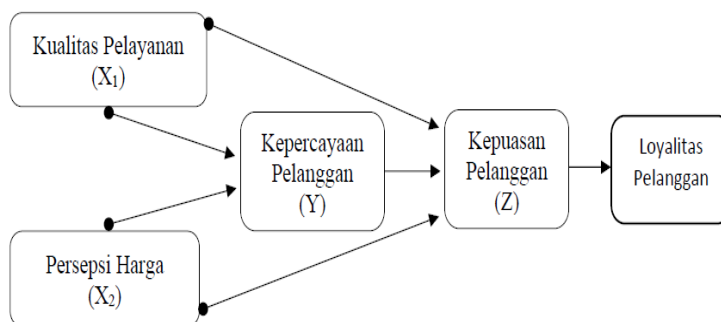 Kualitas Pelayanan
(X₁)
Kepercayaan
Pelanggan
(Y)
Kepuasan
Pelanggan
(Z)
Loyalitas
Pelanggan
Persepsi Harga
(X₂)